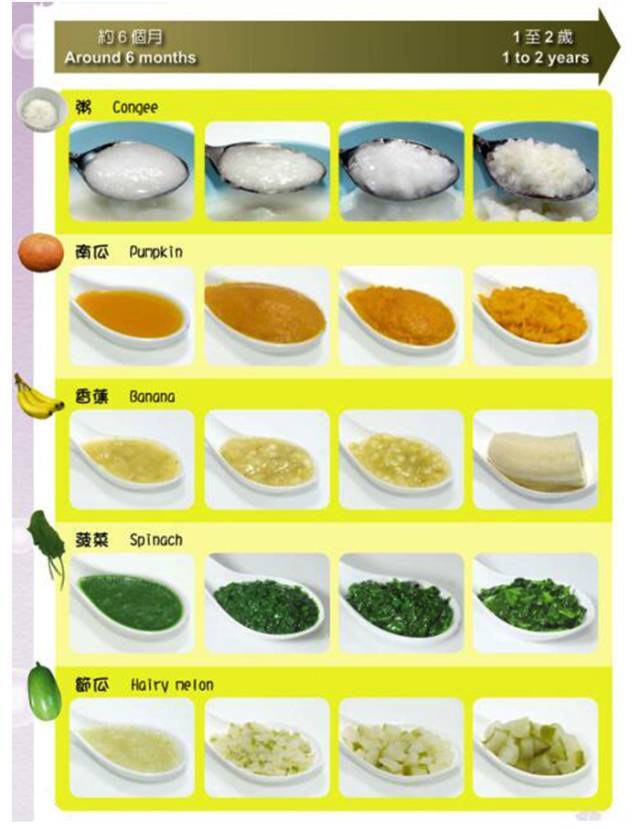 約 6 個月
Around 6 months
1 至 2 歲
1 to 2 years
粥 Congee
南瓜 Pumpkin
香蕉 Banana
菠菜 Spinach
節瓜 Hairy melon